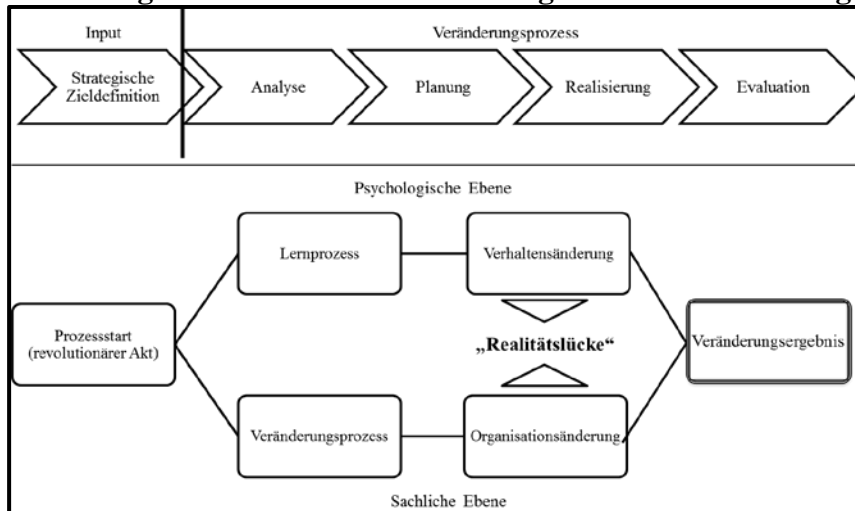 Input
Veränderungsprozess
Strategische
Zieldefinition
Analyse
Planung
Realisierung
Evaluation
Psychologische Ebene
Lernprozess
Verhaltensänderung
Prozessstart
(revolutionärer Akt)
„Realitätslücke“
Veränderungsergebnis
Veränderungsprozess
Organisationsänderung
Sachliche Ebene